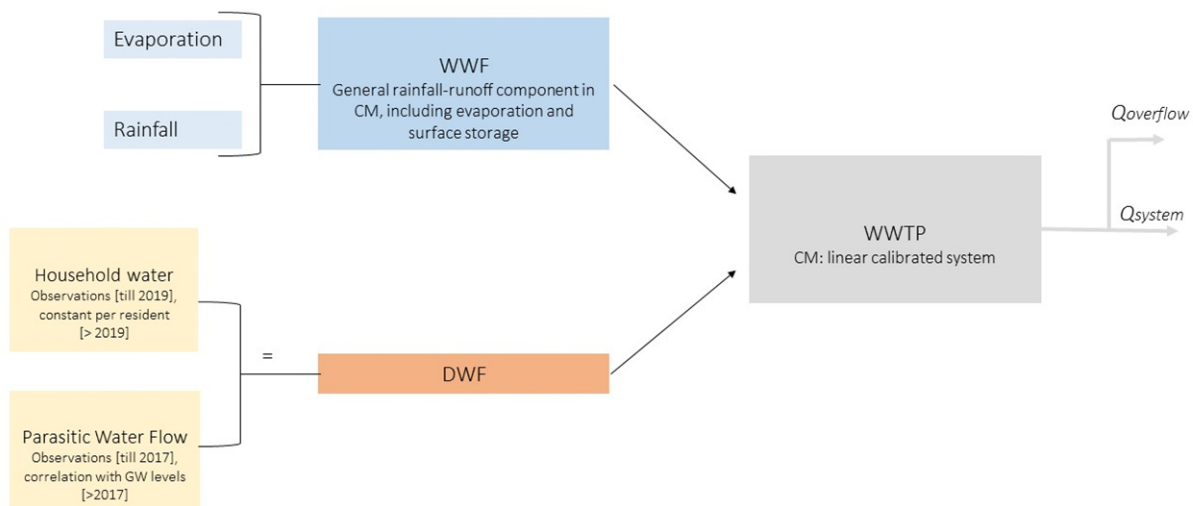 Evaporation
Rainfall
WWF
General rainfall-runoff component in
CM, including evaporation and
surface storage
Household water
Observations [till 2019],
constant per resident
[> 2019]
=
DWF
Parasitic Water Flow
Observations [till 2017],
correlation with GW levels
[>2017]
WWTP
CM: linear calibrated system
Qoverflow
Qsystem